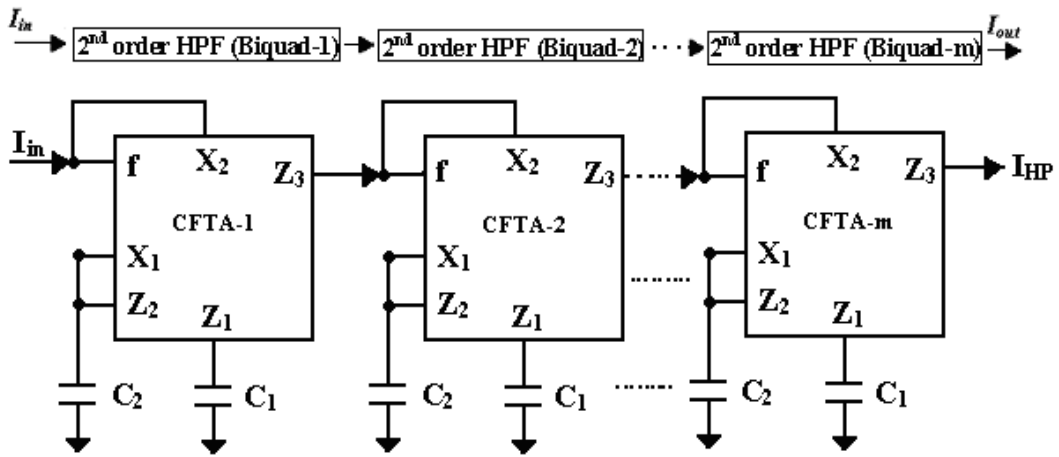 I_in 2nd order HPF (Biquad-1) 2nd order HPF (Biquad-2) ..... 2nd order HPF (Biquad-m) I_out
I_in f X2 Z3 f X2 Z3 ..... f X2 Z3 I_HP
CFTA-1 CFTA-2 CFTA-m
X1 X1 ........ X1
Z2 Z1 Z2 Z1 Z2 Z1
C2 C1 C2 C1 ....... C2 C1